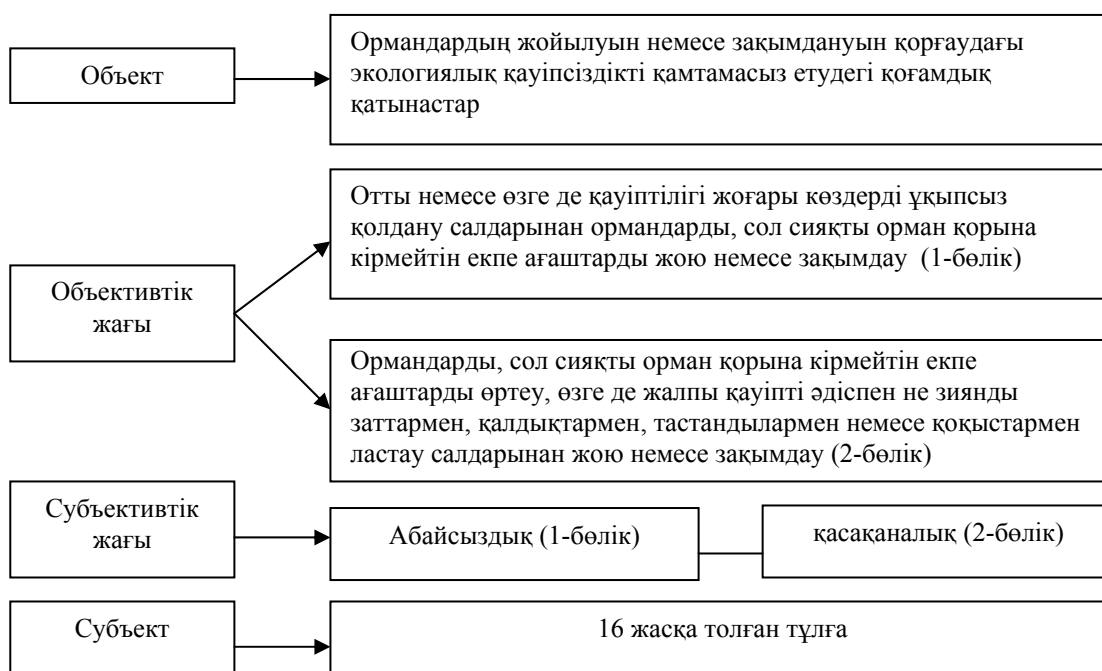 Объект
Ормандардың жойылуын немесе зақымдануын қорғаудағы
экологиялық қауіпсіздікті қамтамасыз етудегі қоғамдық
қатынастар
Объективтік
жағы
Отты немесе өзге де қауіптілігі жоғары көздерді ұқыпсыз
қолдану салдарынан ормандарды, сол сияқты орман қорына
кірмейтін екпе ағаштарды жою немесе зақымдау (1-бөлік)
Ормандарды, сол сияқты орман қорына кірмейтін екпе
ағаштарды өртеу, өзге де жалпы қауіпті әдіспен не зиянды
заттармен, қалдықтармен, тастандылармен немесе қоқыстармен
ластау салдарынан жою немесе зақымдау (2-бөлік)
Субъективтік
жағы
Абайсыздық (1-бөлік)
қасақаналық (2-бөлік)
Субъект
16 жасқа толған тұлға